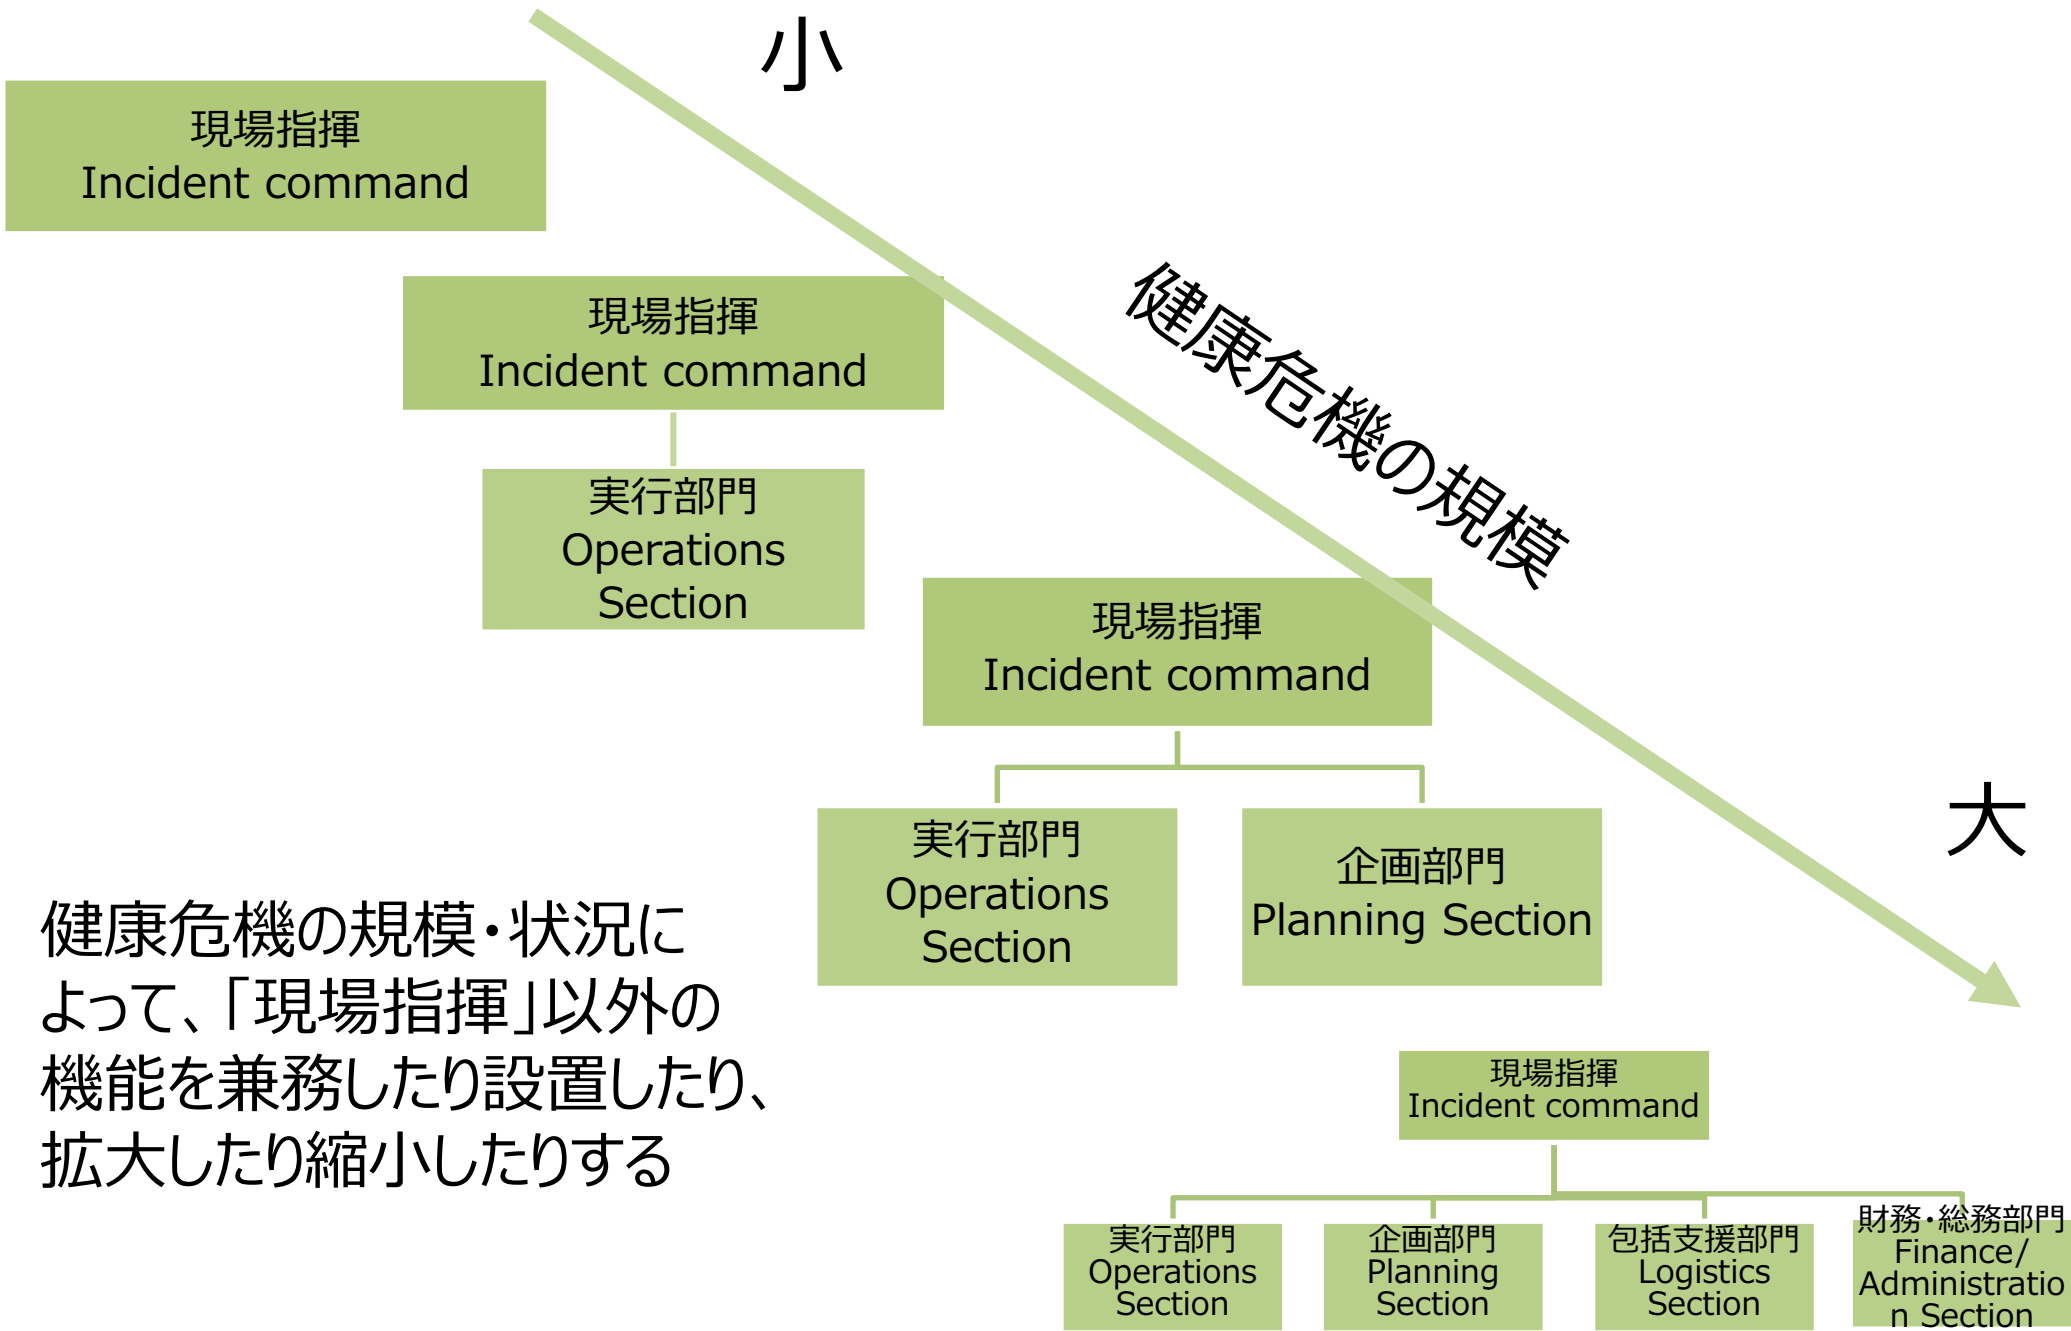 小
現場指揮
Incident command
現場指揮
Incident command
実行部門
Operations
Section
健康危機の規模
現場指揮
Incident command
実行部門
Operations
Section
企画部門
Planning Section
大
健康危機の規模・状況に
よって、「現場指揮」以外の
機能を兼務したり設置したり、
拡大したり縮小したりする
現場指揮
Incident command
実行部門
Operations
Section
企画部門
Planning
Section
包括支援部門
Logistics
Section
財務・総務部門
Finance/
Administratio
n Section